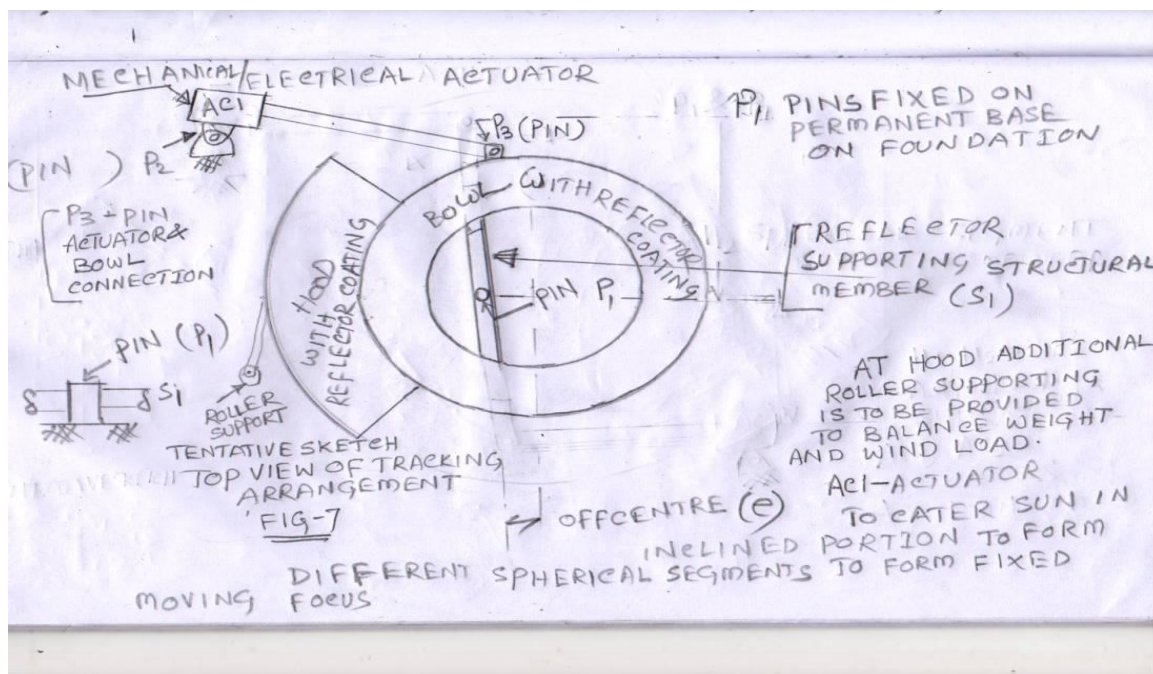 MECHANICAL/ELECTRICAL ACTUATOR
AC1
P3 (PIN)
P1, PINS FIXED ON
PERMANENT BASE
ON FOUNDATION
(PIN ) P2
P3 - PIN
ACTUATOR &
BOWL
CONNECTION
BOWL WITH REFLECTOR
COATING
HOOD
WITH
REFLECTOR COATING
PIN P1
REFLECTOR
SUPPORTING STRUCTURAL
MEMBER (S1)
PIN (P1)
S1
ROLLER
SUPPORT
AT HOOD ADDITIONAL
ROLLER SUPPORTING
IS TO BE PROVIDED
TO BALANCE WEIGHT
AND WIND LOAD.
TENTATIVE SKETCH
TOP VIEW OF TRACKING
ARRANGEMENT
FIG-7
OFFCENTRE (e)
AC1-ACTUATOR
TO CATER SUN IN
INCLINED PORTION TO FORM
DIFFERENT SPHERICAL SEGMENTS TO FORM FIXED
MOVING FOCUS